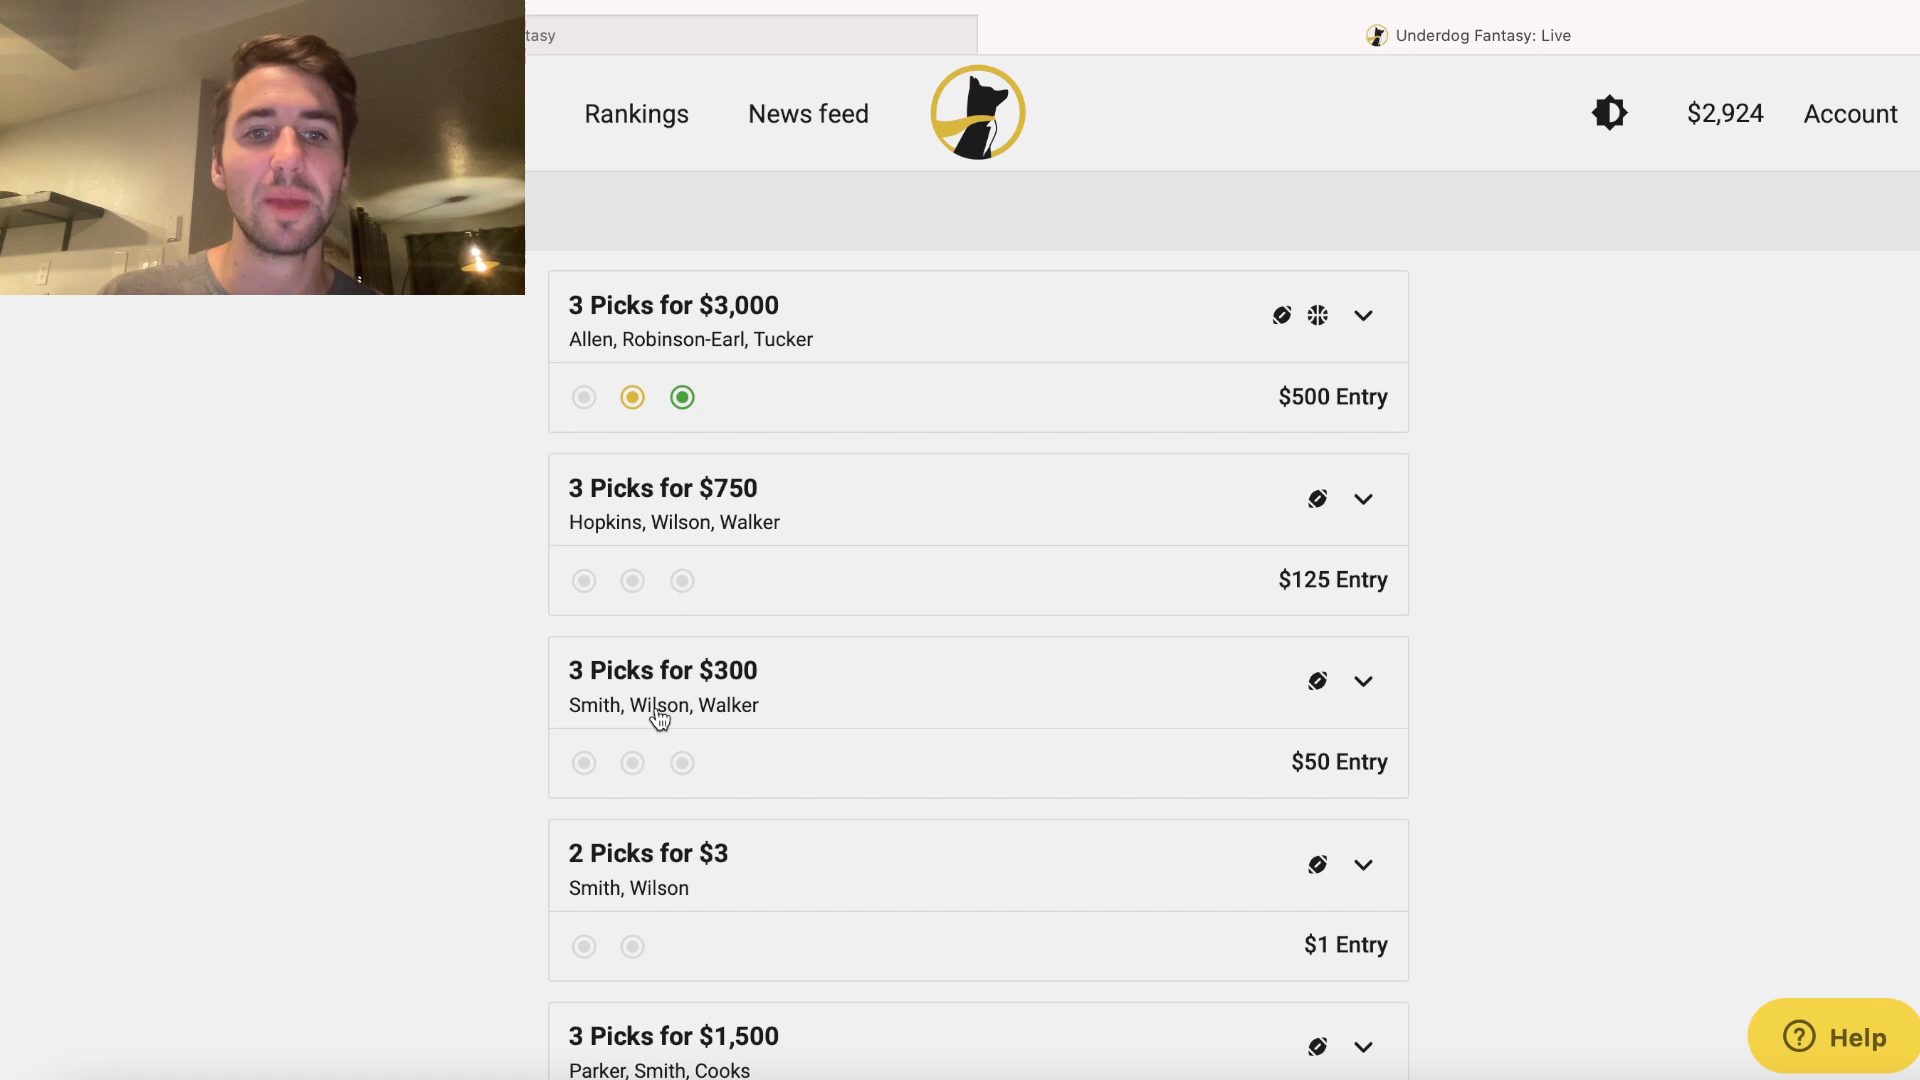 tasy
Underdog Fantasy: Live
Rankings
News feed
$2,924
Account
3 Picks for $3,000
Allen, Robinson-Earl, Tucker
$500 Entry
3 Picks for $750
Hopkins, Wilson, Walker
$125 Entry
3 Picks for $300
Smith, Wilson, Walker
$50 Entry
2 Picks for $3
Smith, Wilson
$1 Entry
3 Picks for $1,500
Parker, Smith, Cooks
Help